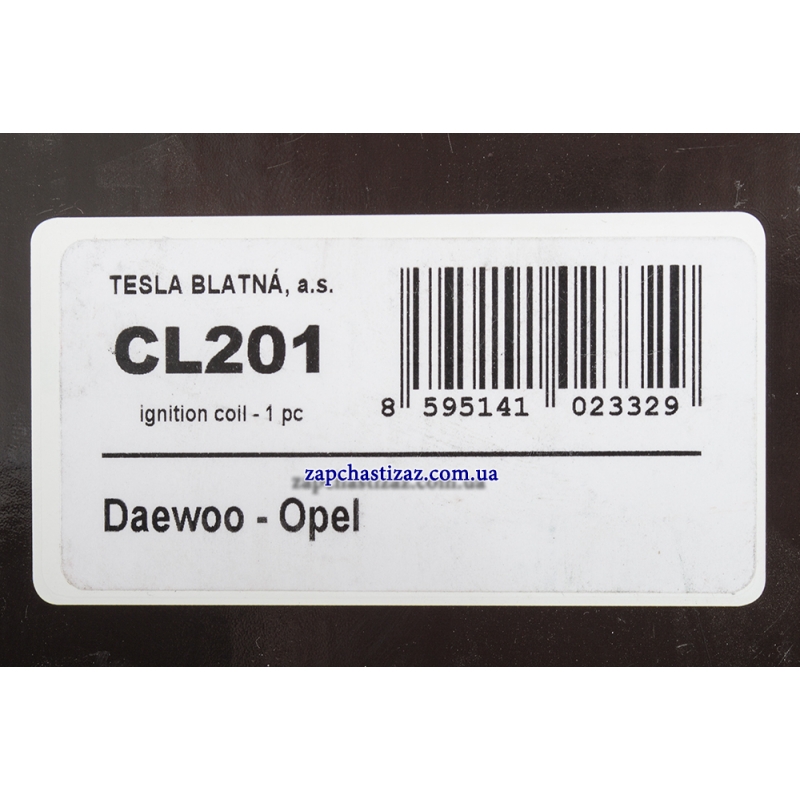 TESLA BLATNÁ, a.s.
CL201
ignition coil - 1 pc
8 595141 023329
zapchastizaz.com.ua
Daewoo - Opel